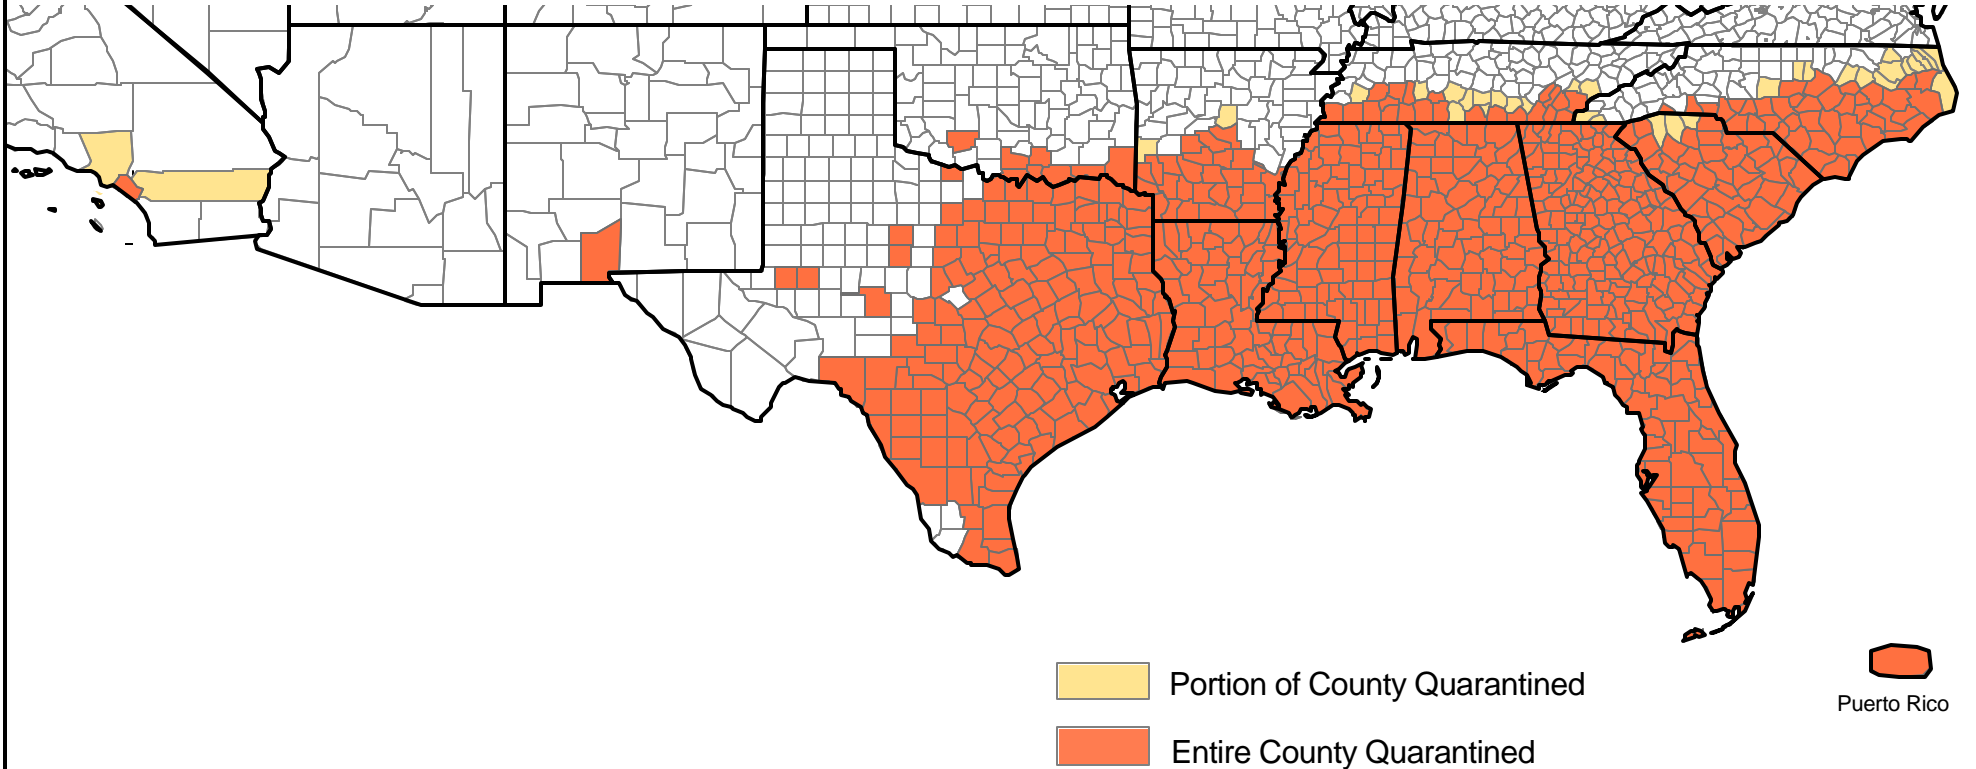 Portion of County Quarantined
Puerto Rico
Entire County Quarantined